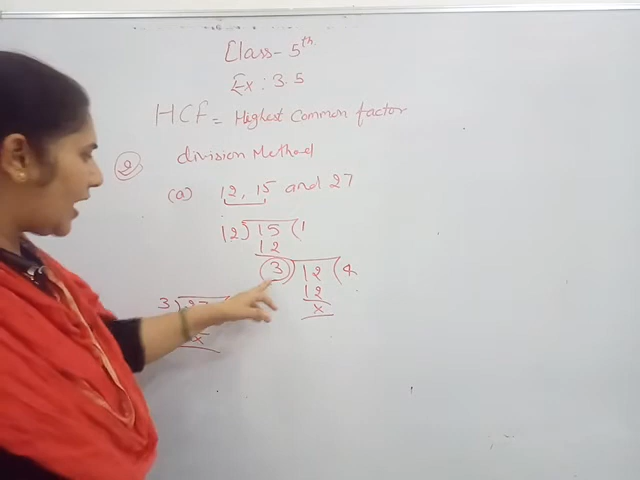 Class - 5th
Ex : 3.5
HCF = Highest Common factor
② division Method
(a) 12, 15 and 27
12) 15 (1
12
3) 12 (4
12
x
3) 27 (
x